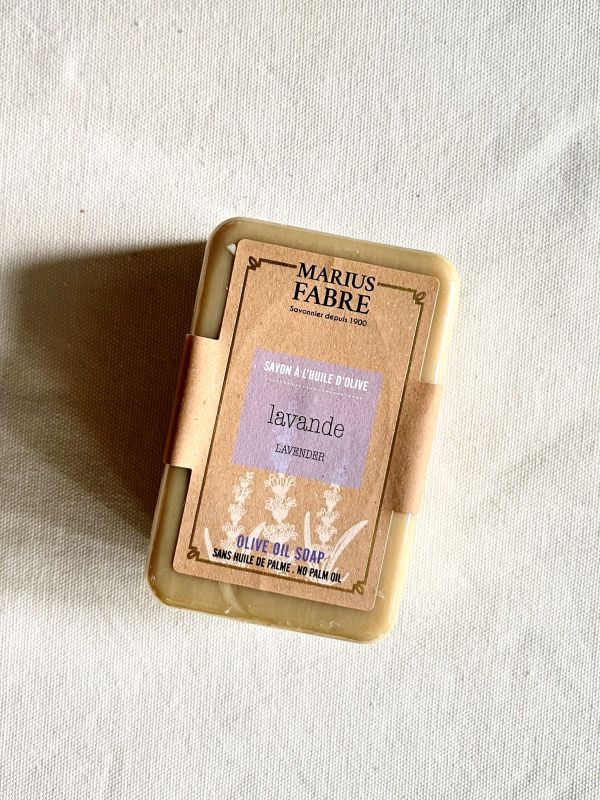 MARIUS
FABRE
Savonnier depuis 1900
SAVON À L'HUILE D'OLIVE
lavande
LAVENDER
OLIVE OIL SOAP
SANS HUILE DE PALME . NO PALM OIL